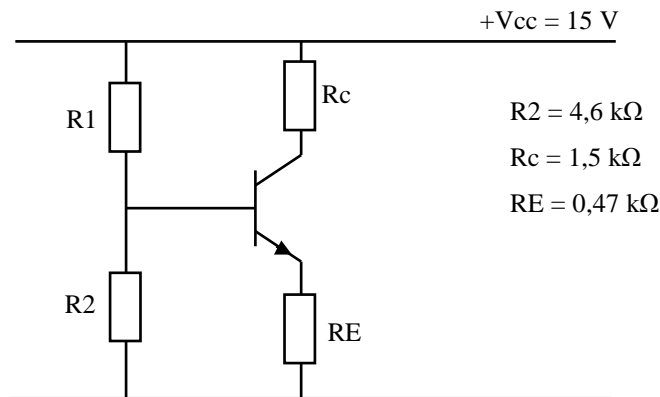 +Vcc = 15 V
Rc
R1
R2 = 4,6 kΩ
Rc = 1,5 kΩ
RE = 0,47 kΩ
R2
RE